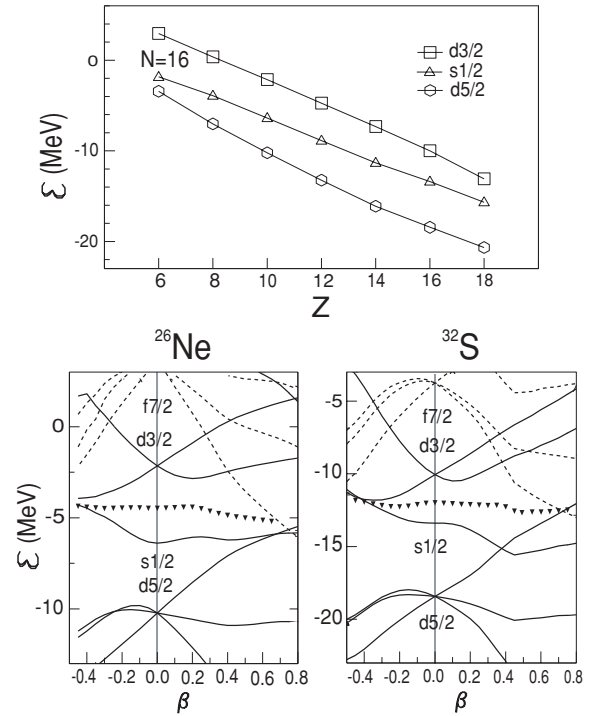 N=16
d3/2
s1/2
d5/2
ε (MeV)
0
-10
-20
6 8 10 12 14 16 18
Z
26Ne 32S
f7/2
d3/2
s1/2
d5/2
ε (MeV)
0
-5
-10
-0.4 -0.2 0.0 0.2 0.4 0.6 0.8
β
f7/2
d3/2
s1/2
d5/2
-5
-10
-15
-20
-0.4 -0.2 0.0 0.2 0.4 0.6 0.8
β